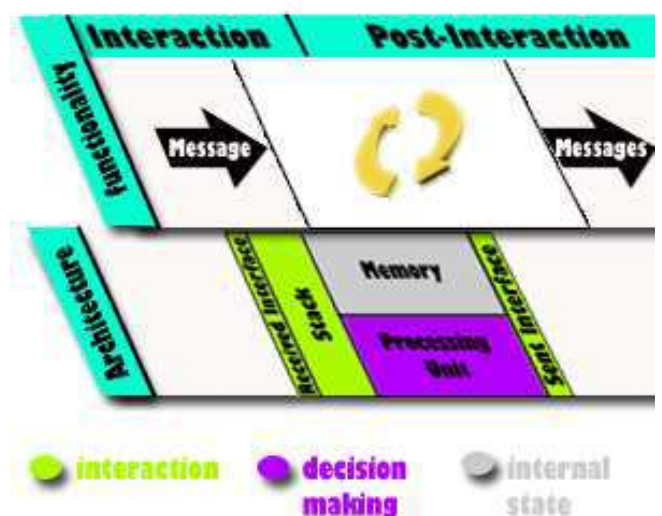 Interaction
Post-Interaction
Functionality
Message
Messages
Architecture
Received Interface
Stack
Memory
Processing
Unit
Sent Interface
interaction
decision
making
internal
state